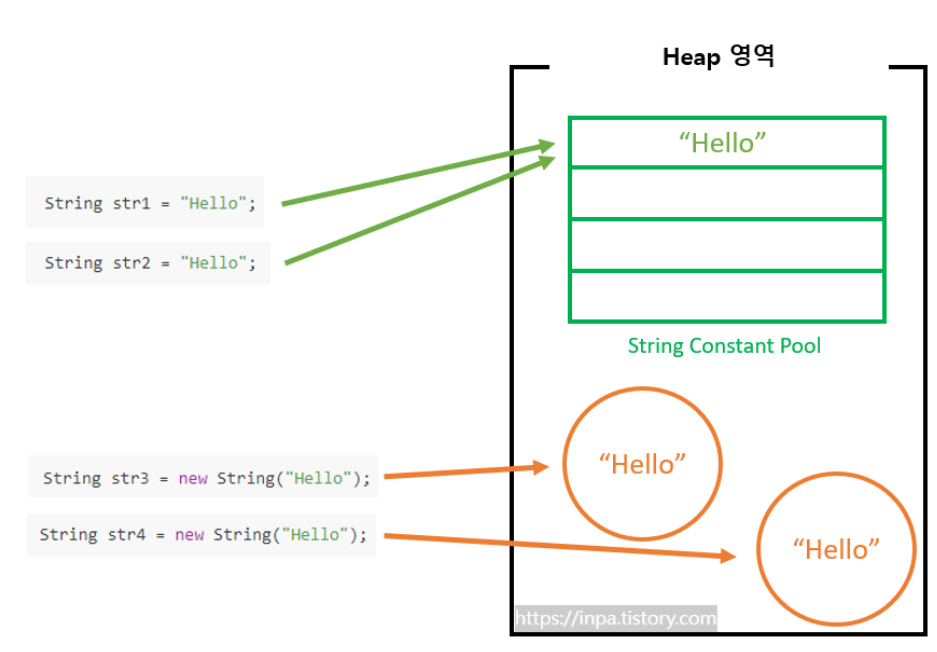 Heap 영역
“Hello”
String str1 = "Hello";
String str2 = "Hello";
String Constant Pool
“Hello”
String str3 = new String("Hello");
String str4 = new String("Hello");
“Hello”
https://inpa.tistory.com